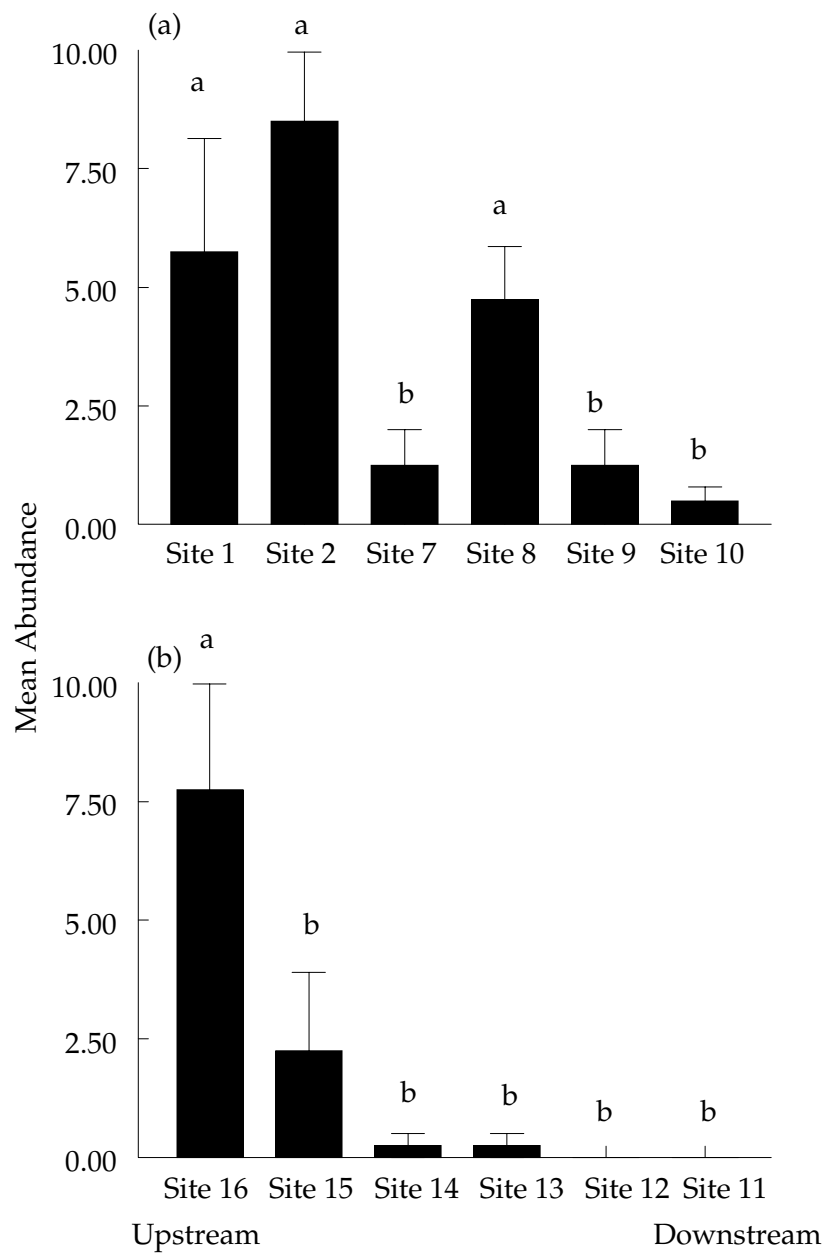 (a)
10.00
7.50
5.00
2.50
0.00
a
a
b
a
b
b
Site 1 Site 2 Site 7 Site 8 Site 9 Site 10
Mean Abundance
(b)
10.00
7.50
5.00
2.50
0.00
a
b
b
b
b
b
Site 16 Site 15 Site 14 Site 13 Site 12 Site 11
Upstream Downstream